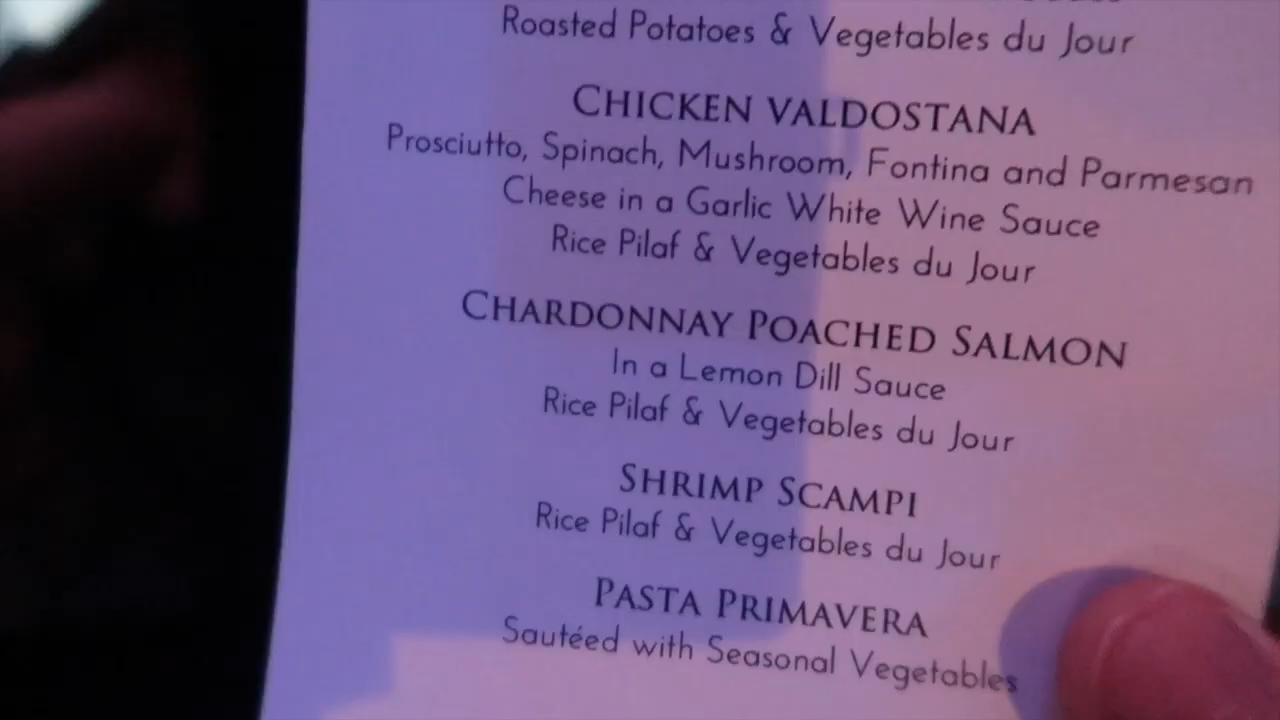 Roasted Potatoes & Vegetables du Jour
CHICKEN VALDOSTANA
Prosciutto, Spinach, Mushroom, Fontina and Parmesan
Cheese in a Garlic White Wine Sauce
Rice Pilaf & Vegetables du Jour
CHARDONNAY POACHED SALMON
In a Lemon Dill Sauce
Rice Pilaf & Vegetables du Jour
SHRIMP SCAMPI
Rice Pilaf & Vegetables du Jour
PASTA PRIMAVERA
Sautéed with Seasonal Vegetables